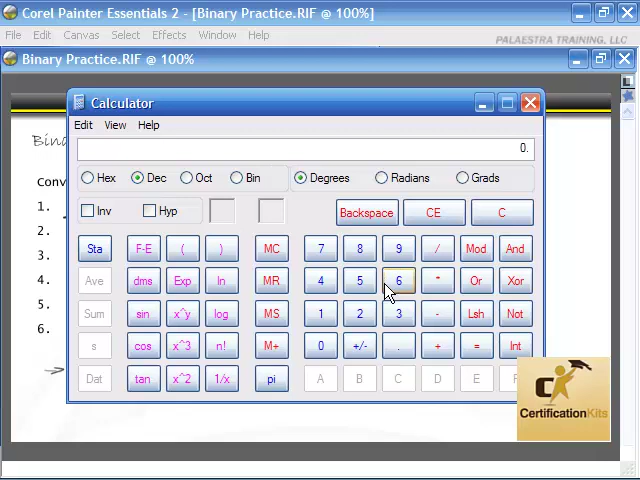 Corel Painter Essentials 2 - [Binary Practice.RIF @ 100%]
File Edit Canvas Select Effects Window Help
PALAESTRA TRAINING, LLC
Binary Practice.RIF @ 100%
Calculator
Edit View Help
0.
Hex Dec Oct Bin Degrees Radians Grads
Inv Hyp Backspace CE C
Sta F-E ( ) MC 7 8 9 / Mod And
Ave dms Exp ln MR 4 5 6 * Or Xor
Sum sin x^y log MS 1 2 3 - Lsh Not
s cos x^3 n! M+ 0 +/- . + = Int
Dat tan x^2 1/x pi A B C D E F
Bin
Conv
1.
2.
3.
4.
5.
6.
CK
CertificationKits